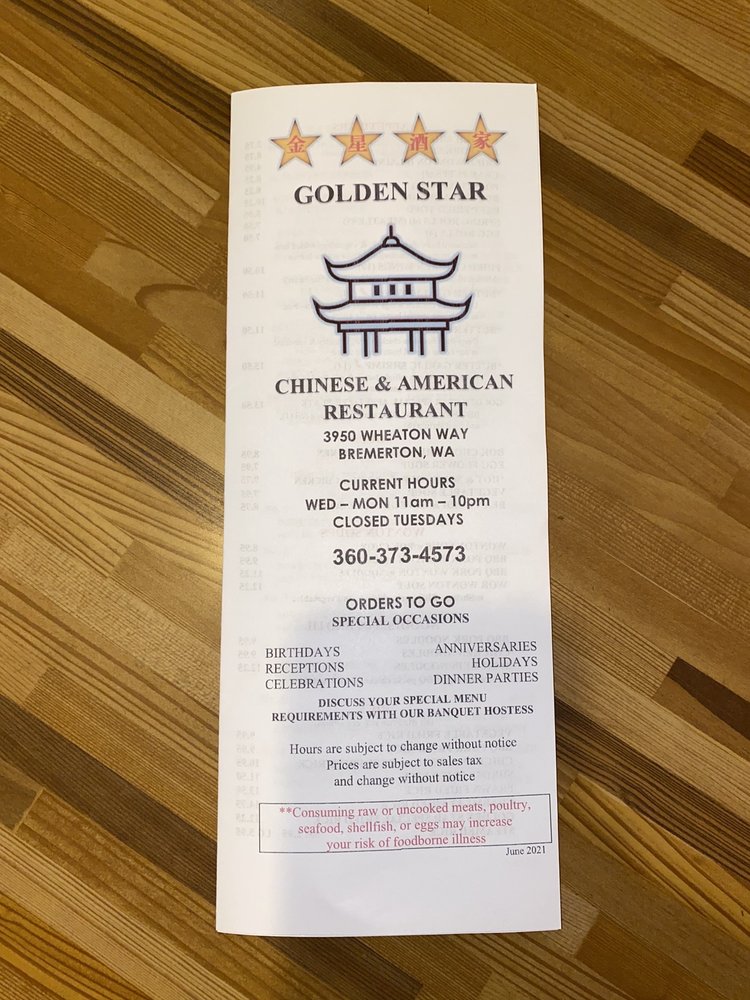 金星酒家
GOLDEN STAR
CHINESE & AMERICAN
RESTAURANT
3950 WHEATON WAY
BREMERTON, WA
CURRENT HOURS
WED – MON 11am – 10pm
CLOSED TUESDAYS
360-373-4573
ORDERS TO GO
SPECIAL OCCASIONS
BIRTHDAYS ANNIVERSARIES
RECEPTIONS HOLIDAYS
CELEBRATIONS DINNER PARTIES
DISCUSS YOUR SPECIAL MENU
REQUIREMENTS WITH OUR BANQUET HOSTESS
Hours are subject to change without notice
Prices are subject to sales tax
and change without notice
**Consuming raw or uncooked meats, poultry,
seafood, shellfish, or eggs may increase
your risk of foodborne illness
June 2021